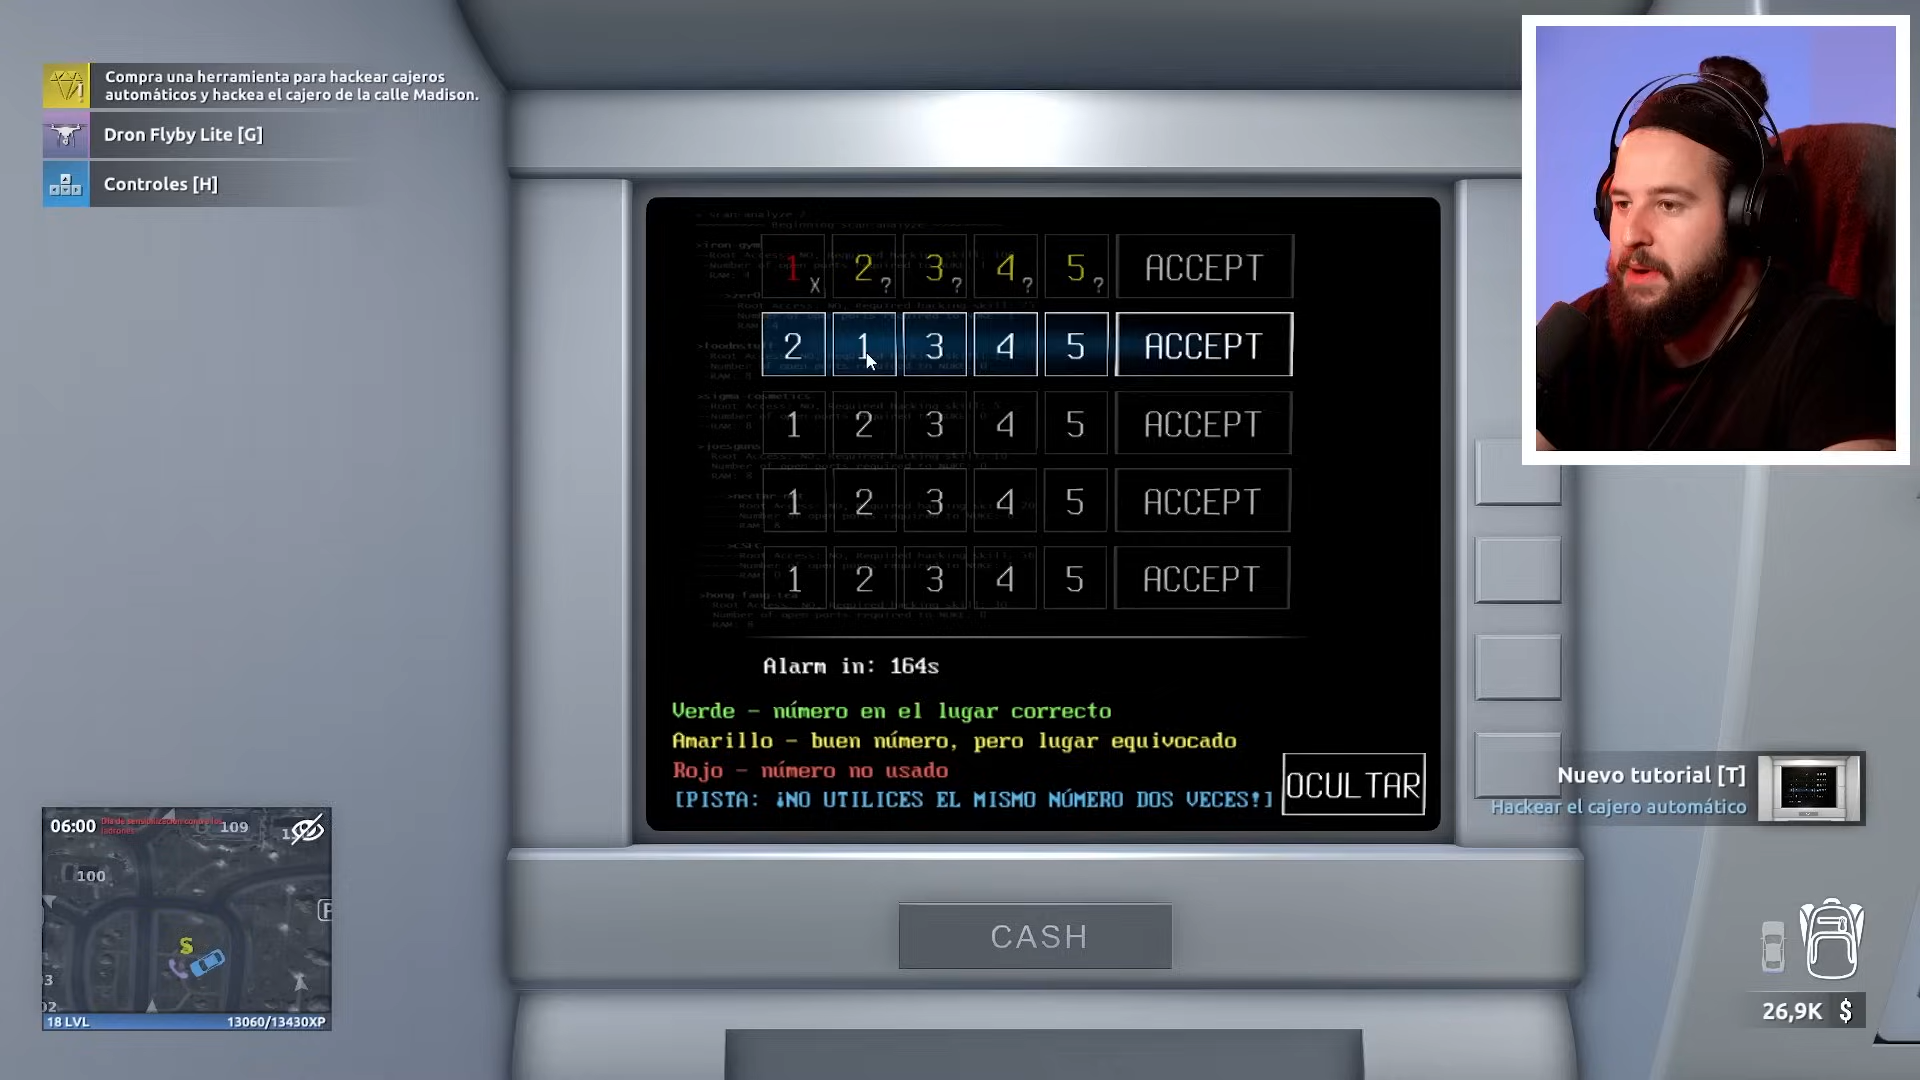 Compra una herramienta para hackear cajeros
automáticos y hackea el cajero de la calle Madison.
Dron Flyby Lite [G]
Controles [H]
1 X 2 ? 3 ? 4 ? 5 ? ACCEPT
2 1 3 4 5 ACCEPT
1 2 3 4 5 ACCEPT
1 2 3 4 5 ACCEPT
1 2 3 4 5 ACCEPT
Alarm in: 164s
Verde - número en el lugar correcto
Amarillo - buen número, pero lugar equivocado
Rojo - número no usado
[PISTA: ¡NO UTILICES EL MISMO NÚMERO DOS VECES!]
OCULTAR
Nuevo tutorial [T]
Hackear el cajero automático
CASH
06:00
109
100
18 LVL
13060/13430XP
26,9K $